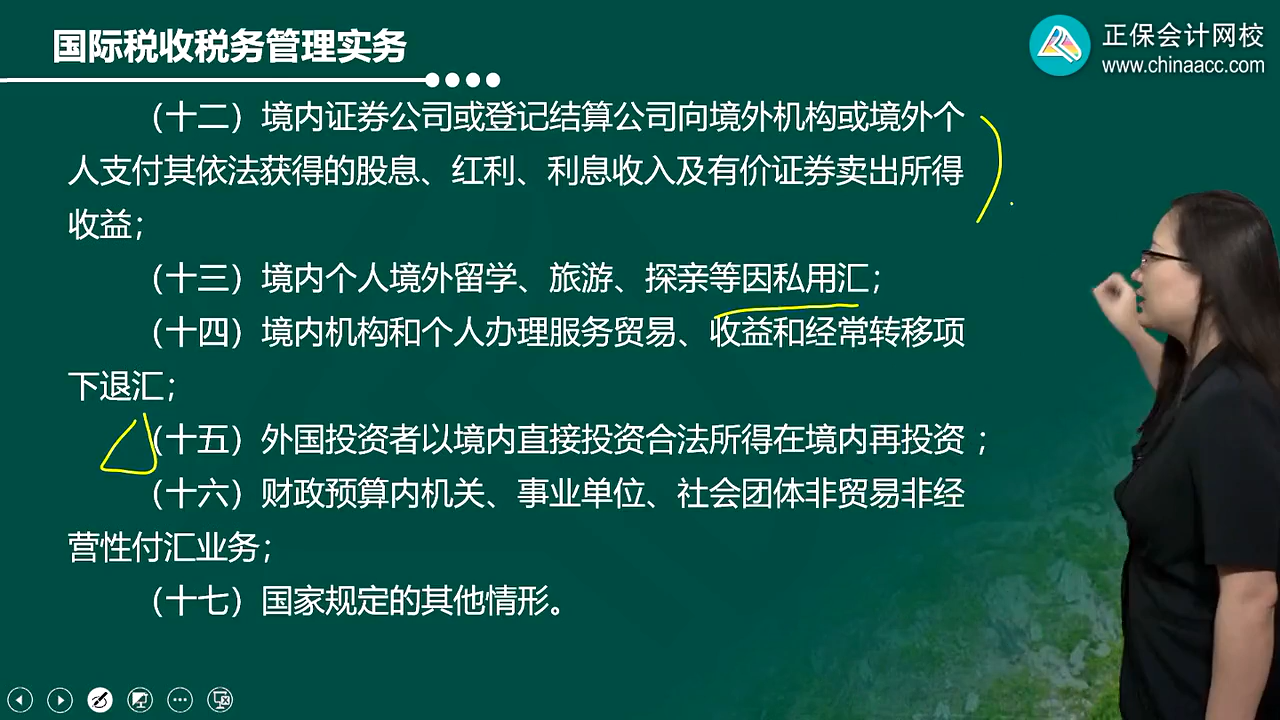 国际税收税务管理实务
正保会计网校
www.chinaacc.com
（十二）境内证券公司或登记结算公司向境外机构或境外个
人支付其依法获得的股息、红利、利息收入及有价证券卖出所得
收益；
（十三）境内个人境外留学、旅游、探亲等因私用汇；
（十四）境内机构和个人办理服务贸易、收益和经常转移项
下退汇；
（十五）外国投资者以境内直接投资合法所得在境内再投资；
（十六）财政预算内机关、事业单位、社会团体非贸易非经
营性付汇业务；
（十七）国家规定的其他情形。